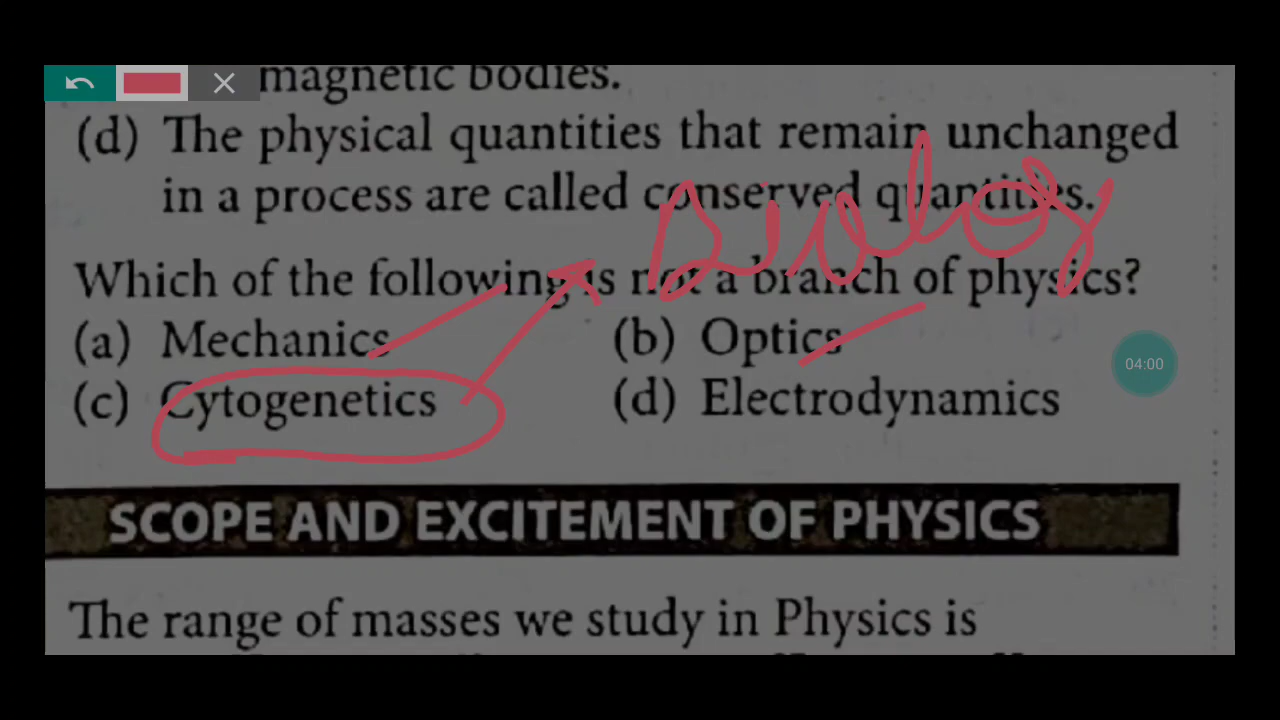 magnetic bodies.
(d) The physical quantities that remain unchanged
in a process are called conserved quantities.
Biology
Which of the following is not a branch of physics?
(a) Mechanics (b) Optics
(c) Cytogenetics (d) Electrodynamics
04:00
SCOPE AND EXCITEMENT OF PHYSICS
The range of masses we study in Physics is